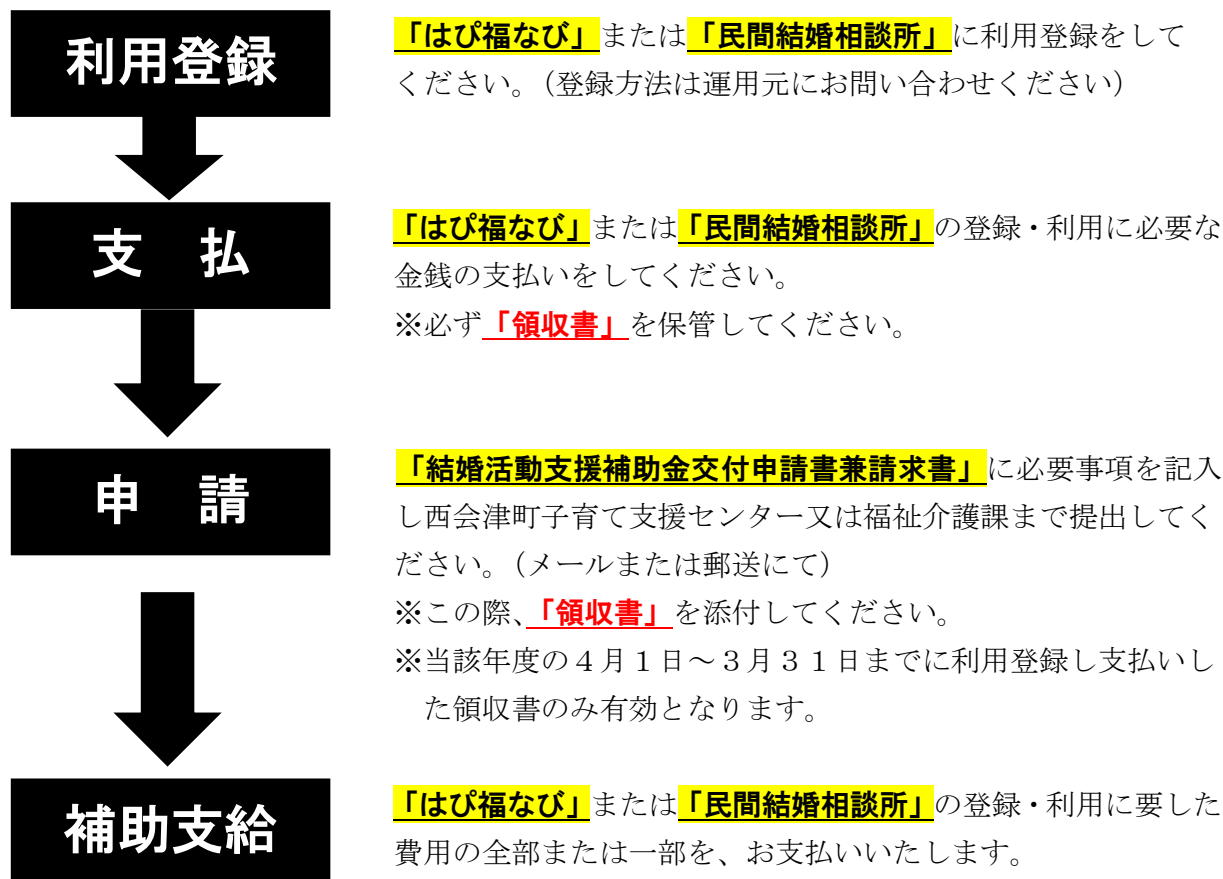 利用登録
「はぴ福なび」または「民間結婚相談所」に利用登録をして
ください。（登録方法は運用元にお問い合わせください）
支　払
「はぴ福なび」または「民間結婚相談所」の登録・利用に必要な
金銭の支払いをしてください。
※必ず「領収書」を保管してください。
申　請
「結婚活動支援補助金交付申請書兼請求書」に必要事項を記入
し西会津町子育て支援センター又は福祉介護課まで提出してく
ださい。（メールまたは郵送にて）
※この際、「領収書」を添付してください。
※当該年度の４月１日～３月３１日までに利用登録し支払いし
た領収書のみ有効となります。
補助支給
「はぴ福なび」または「民間結婚相談所」の登録・利用に要した
費用の全部または一部を、お支払いいたします。